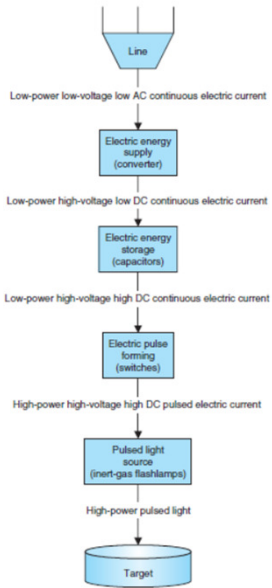 Line
Low-power low-voltage low AC continuous electric current
Electric energy
supply
(converter)
Low-power high-voltage low DC continuous electric current
Electric energy
storage
(capacitors)
Low-power high-voltage high DC continuous electric current
Electric pulse
forming
(switches)
High-power high-voltage high DC pulsed electric current
Pulsed light
source
(inert-gas flashlamps)
High-power pulsed light
Target